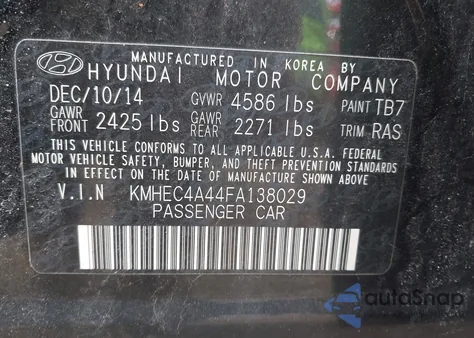 MANUFACTURED IN KOREA BY
HYUNDAI MOTOR COMPANY
DEC/10/14 GVWR 4586 lbs PAINT TB7
GAWR FRONT 2425 lbs GAWR REAR 2271 lbs TRIM RAS
THIS VEHICLE CONFORMS TO ALL APPLICABLE U.S.A. FEDERAL
MOTOR VEHICLE SAFETY, BUMPER, AND THEFT PREVENTION STANDARDS
IN EFFECT ON THE DATE OF MANUFACTURE SHOWN ABOVE.
V.I.N KMHEC4A44FA138029
PASSENGER CAR
autoSnap